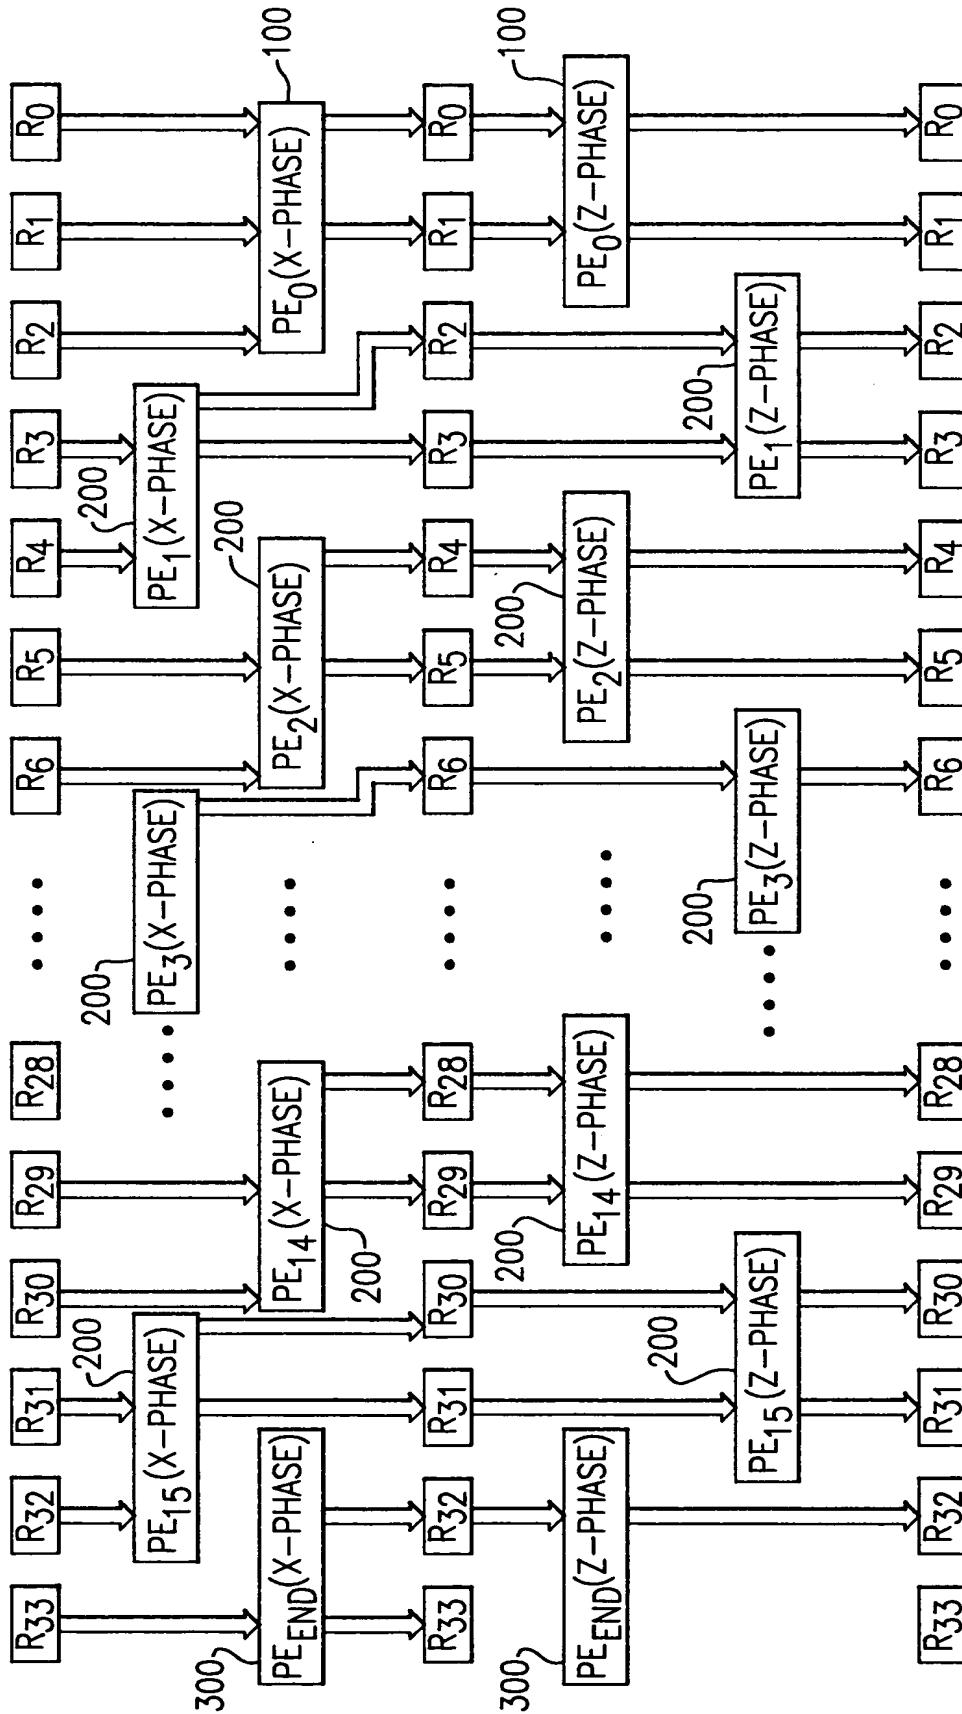 R33 R32 R31 R30 R29 R28 •••• R6 R5 R4 R3 R2 R1 R0
200 200 200
PE15(X-PHASE) •••• PE3(X-PHASE) PE1(X-PHASE)
300 200 100
PEEND(X-PHASE) PE14(X-PHASE) •••• PE2(X-PHASE) PE0(X-PHASE)
200
R33 R32 R31 R30 R29 R28 •••• R6 R5 R4 R3 R2 R1 R0
300 200 200 100
PEEND(Z-PHASE) PE14(Z-PHASE) •••• PE2(Z-PHASE) PE0(Z-PHASE)
200 200 200
PE15(Z-PHASE) •••• PE3(Z-PHASE) PE1(Z-PHASE)
R33 R32 R31 R30 R29 R28 •••• R6 R5 R4 R3 R2 R1 R0